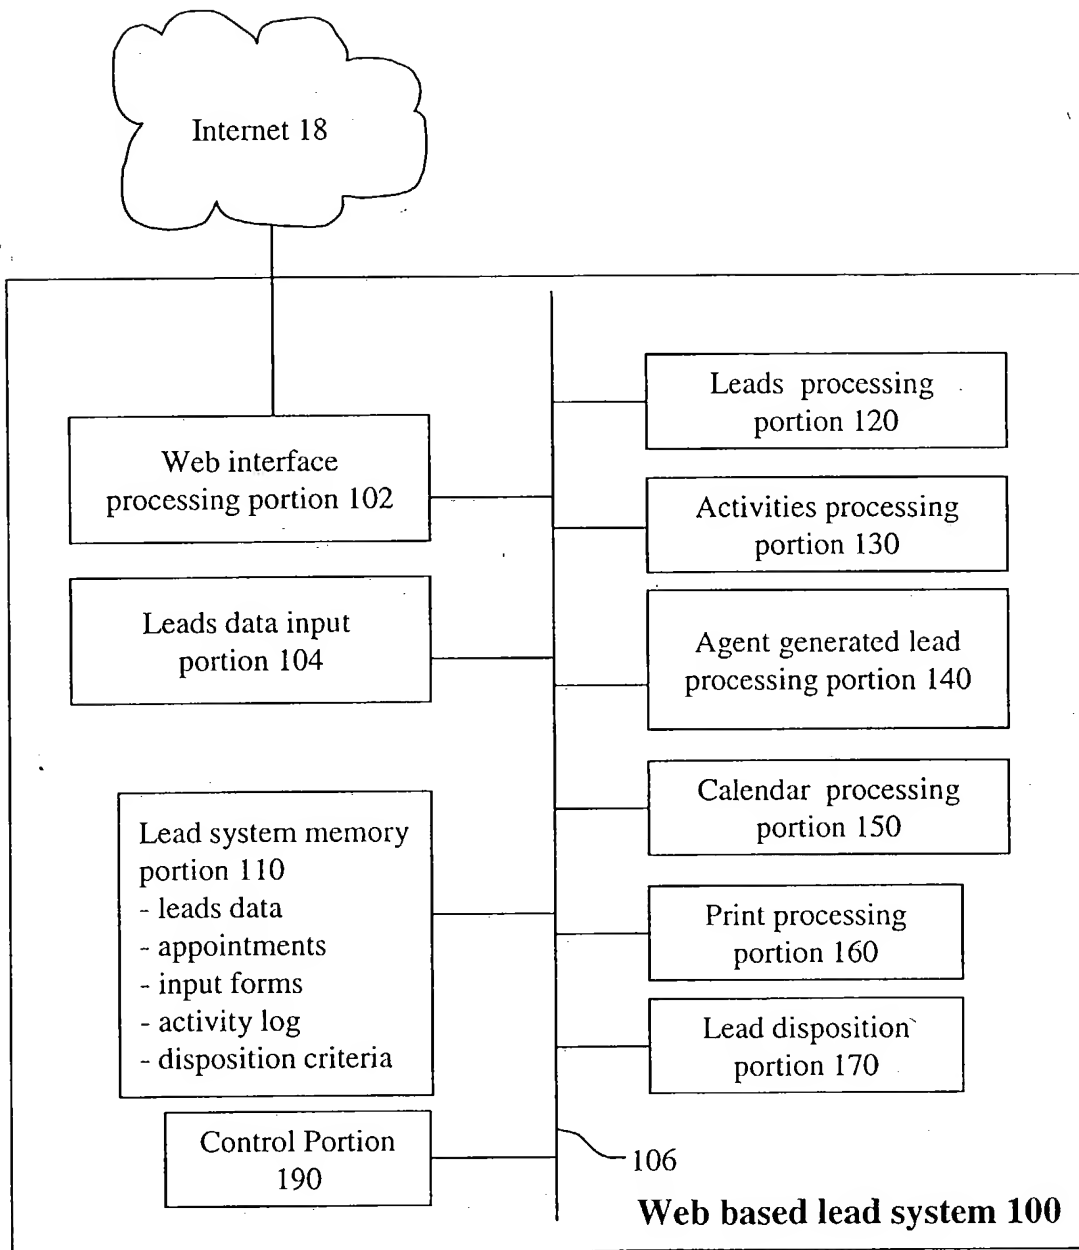 Internet 18
Web interface
processing portion 102
Leads data input
portion 104
Lead system memory
portion 110
- leads data
- appointments
- input forms
- activity log
- disposition criteria
Control Portion
190
Leads processing
portion 120
Activities processing
portion 130
Agent generated lead
processing portion 140
Calendar processing
portion 150
Print processing
portion 160
Lead disposition
portion 170
106
Web based lead system 100